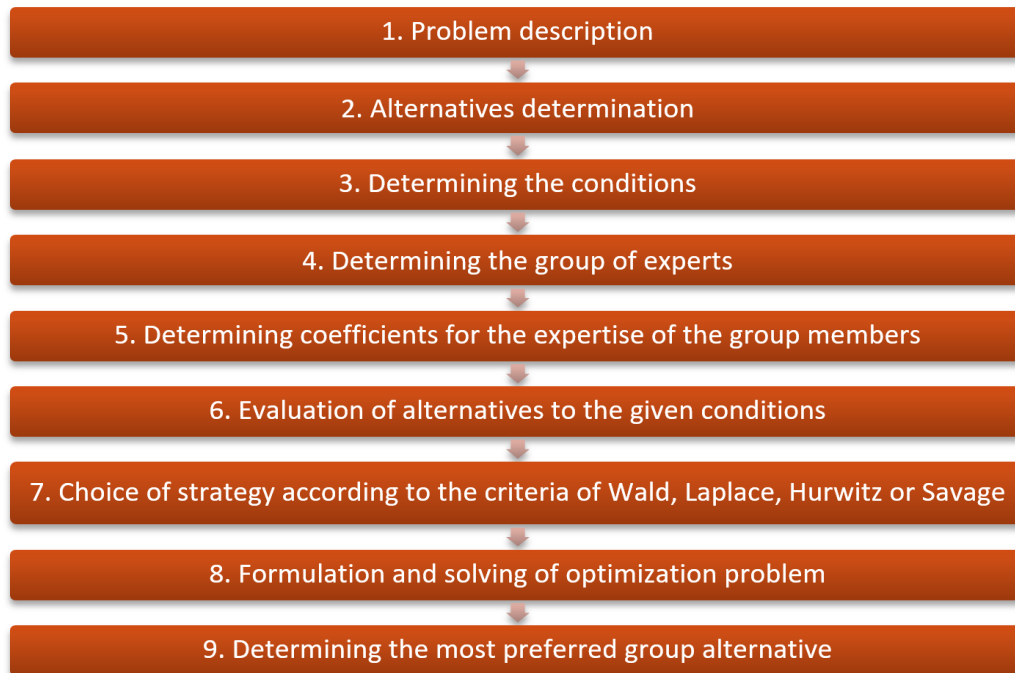 1. Problem description
2. Alternatives determination
3. Determining the conditions
4. Determining the group of experts
5. Determining coefficients for the expertise of the group members
6. Evaluation of alternatives to the given conditions
7. Choice of strategy according to the criteria of Wald, Laplace, Hurwitz or Savage
8. Formulation and solving of optimization problem
9. Determining the most preferred group alternative